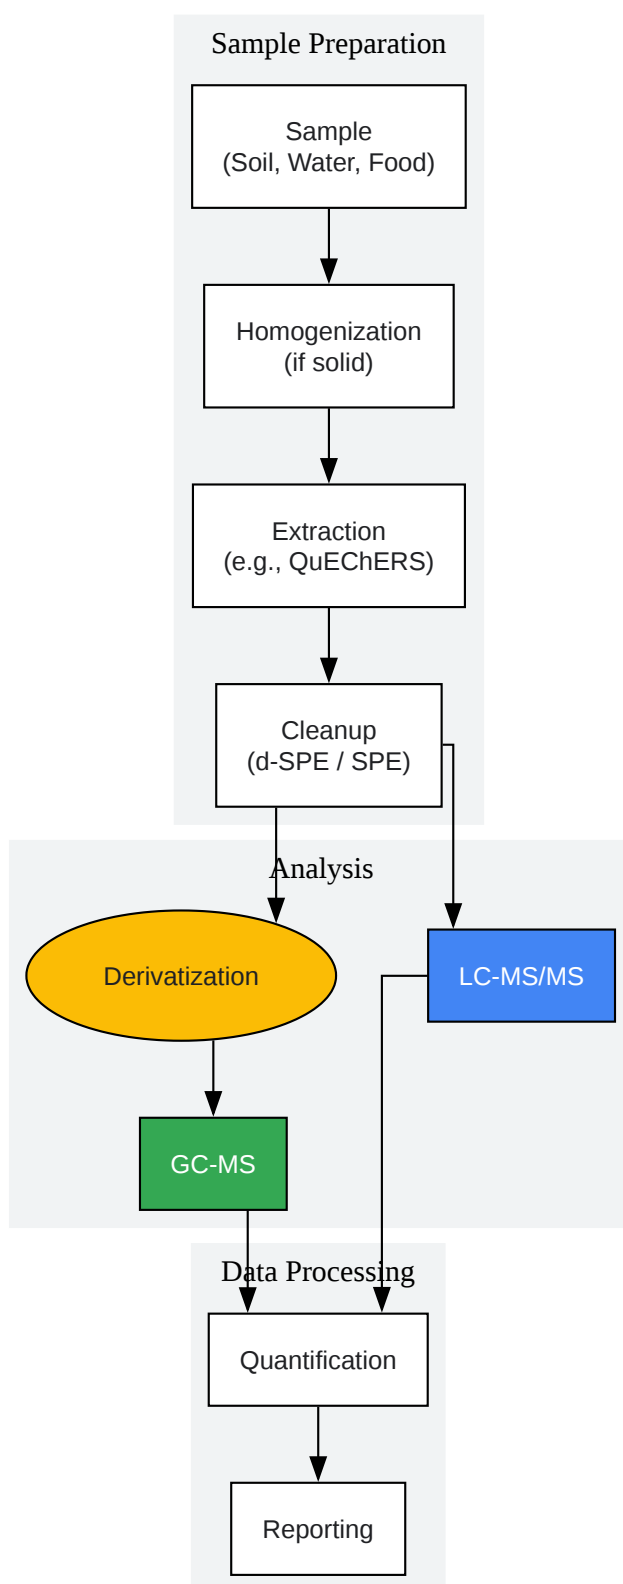 Sample Preparation
Sample
(Soil, Water, Food)
Homogenization
(if solid)
Extraction
(e.g., QuEChERS)
Cleanup
(d-SPE / SPE)
Analysis
Derivatization
LC-MS/MS
GC-MS
Data Processing
Quantification
Reporting